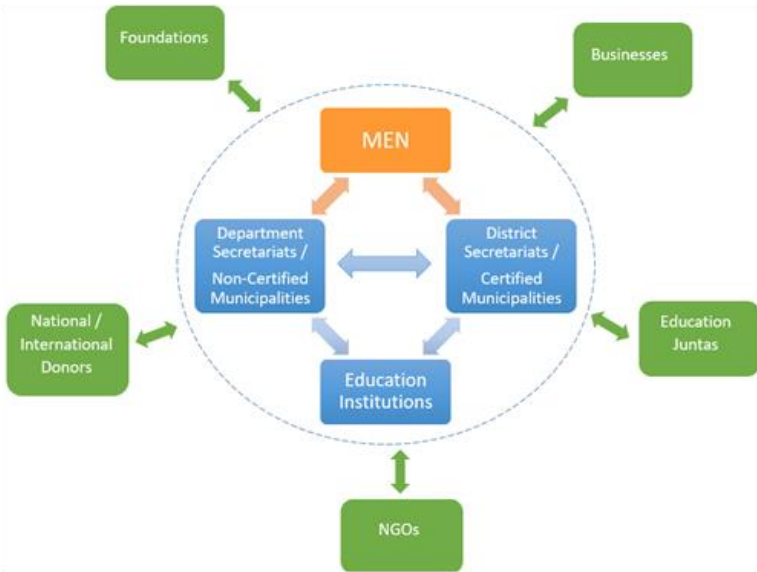 Foundations
Businesses
MEN
Department
Secretariats /
Non-Certified
Municipalities
District
Secretariats /
Certified
Municipalities
National /
International
Donors
Education
Juntas
Education
Institutions
NGOs